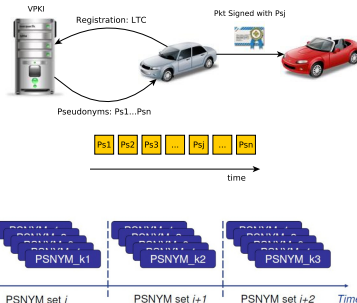 VPKI
Registration: LTC
Pkt Signed with Psj
Pseudonyms: Ps1...Psn
Ps1 Ps2 Ps3 ... Psj ... Psn
time
PSNYM_k1 PSNYM_k2 PSNYM_k3
PSNYM set i PSNYM set i+1 PSNYM set i+2 Time